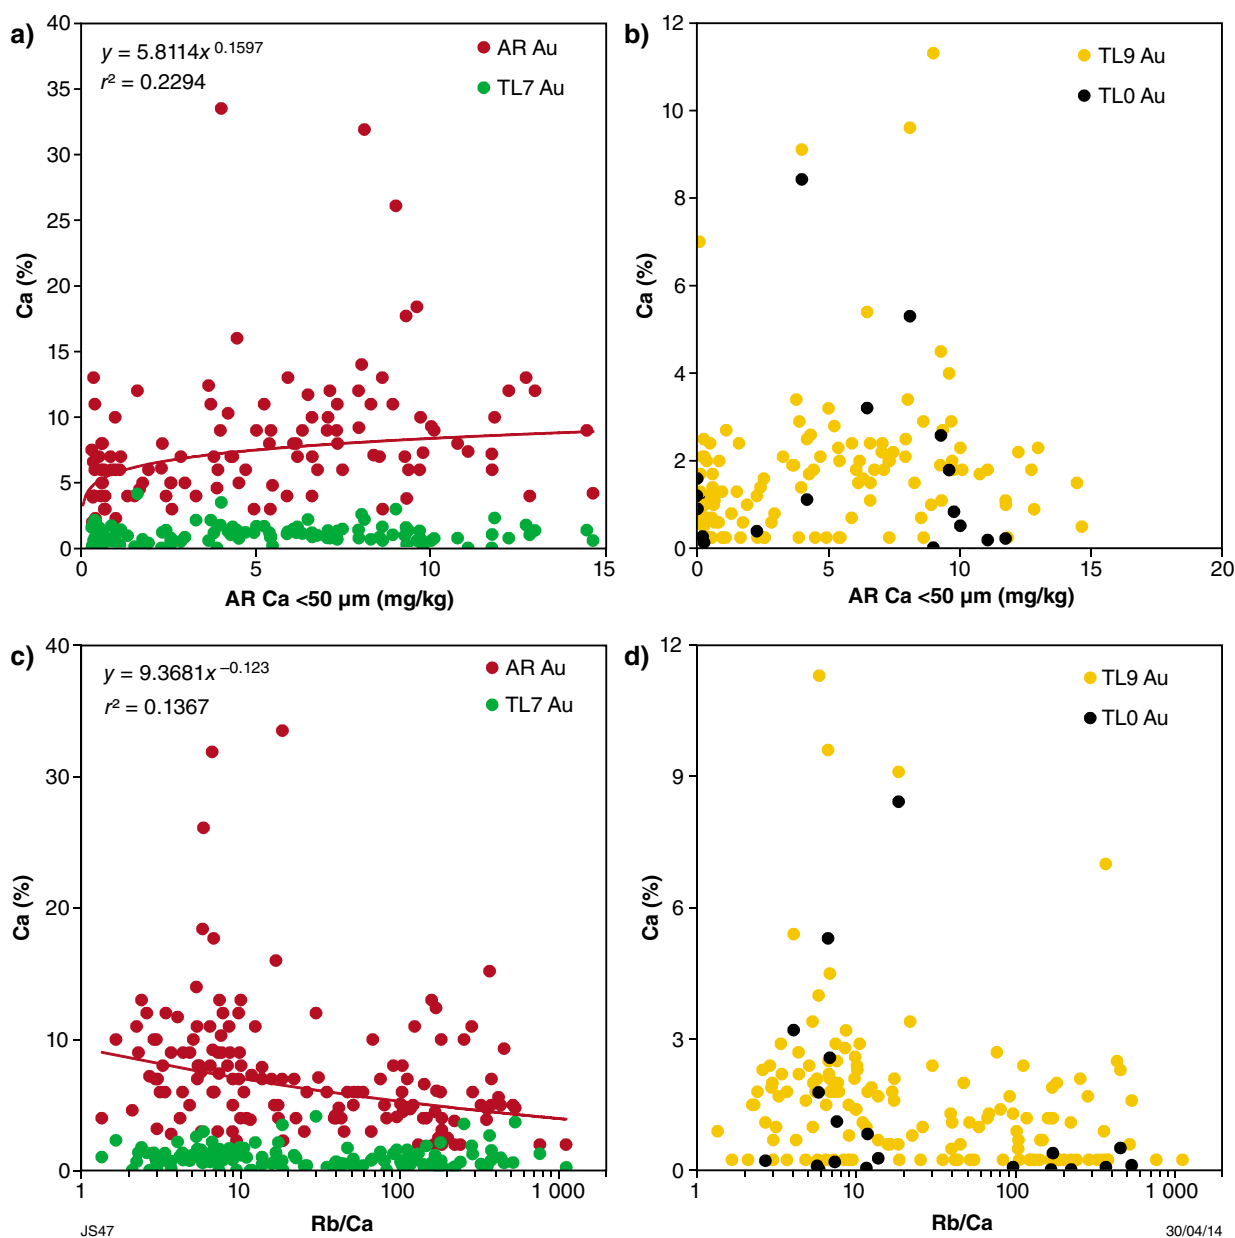 a)
y = 5.8114x^0.1597
r² = 0.2294
AR Au
TL7 Au
Ca (%)
40
35
30
25
20
15
10
5
0
0 5 10 15
AR Ca <50 µm (mg/kg)
b)
TL9 Au
TL0 Au
Ca (%)
12
10
8
6
4
2
0
0 5 10 15 20
AR Ca <50 µm (mg/kg)
c)
y = 9.3681x^−0.123
r² = 0.1367
AR Au
TL7 Au
Ca (%)
40
30
20
10
0
1 10 100 1 000
Rb/Ca
d)
TL9 Au
TL0 Au
Ca (%)
12
9
6
3
0
1 10 100 1 000
Rb/Ca
JS47
30/04/14